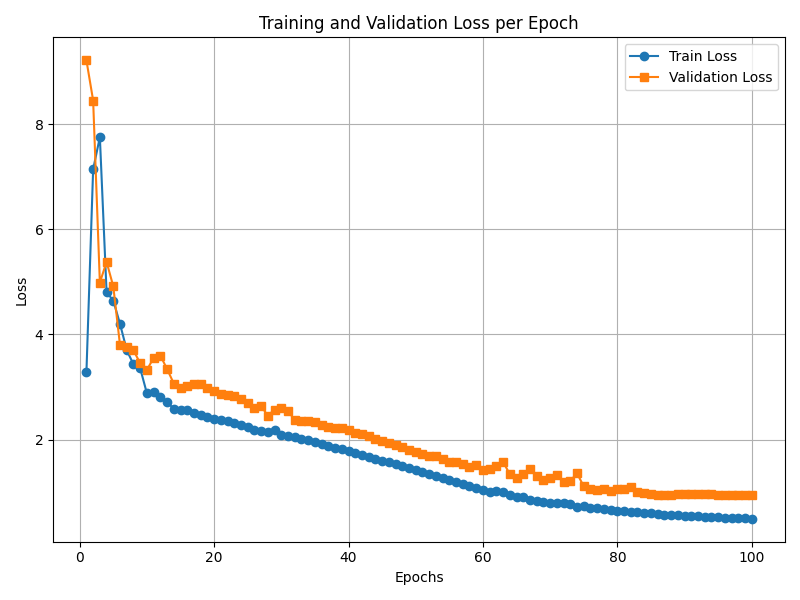 Training and Validation Loss per Epoch
Train Loss
Validation Loss
8
6
4
2
Loss
0 20 40 60 80 100
Epochs